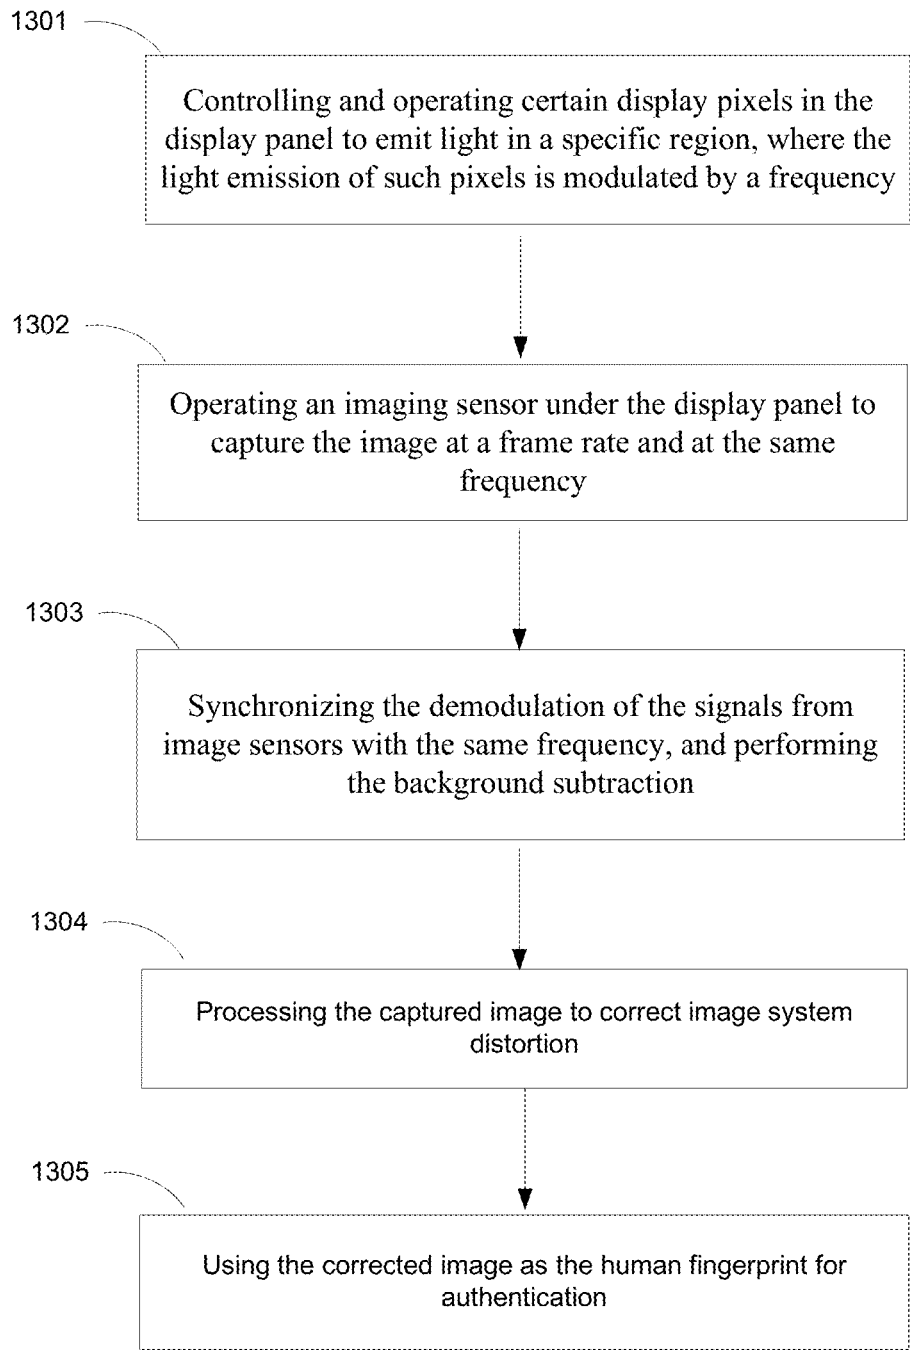 1301
Controlling and operating certain display pixels in the
display panel to emit light in a specific region, where the
light emission of such pixels is modulated by a frequency
1302
Operating an imaging sensor under the display panel to
capture the image at a frame rate and at the same
frequency
1303
Synchronizing the demodulation of the signals from
image sensors with the same frequency, and performing
the background subtraction
1304
Processing the captured image to correct image system
distortion
1305
Using the corrected image as the human fingerprint for
authentication